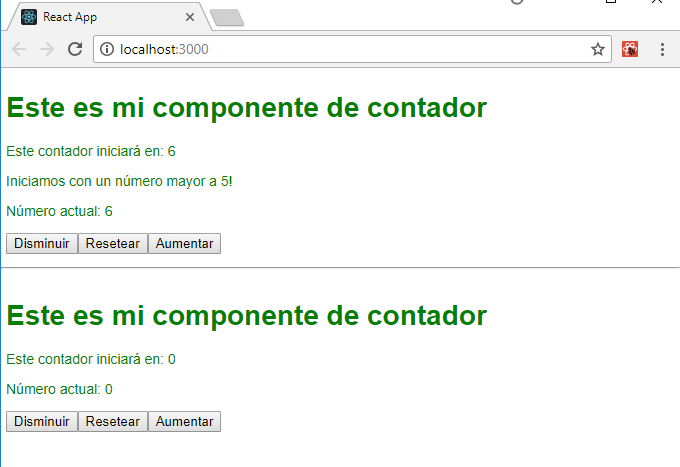 React App
localhost:3000
Este es mi componente de contador
Este contador iniciará en: 6
Iniciamos con un número mayor a 5!
Número actual: 6
Disminuir Resetear Aumentar
Este es mi componente de contador
Este contador iniciará en: 0
Número actual: 0
Disminuir Resetear Aumentar